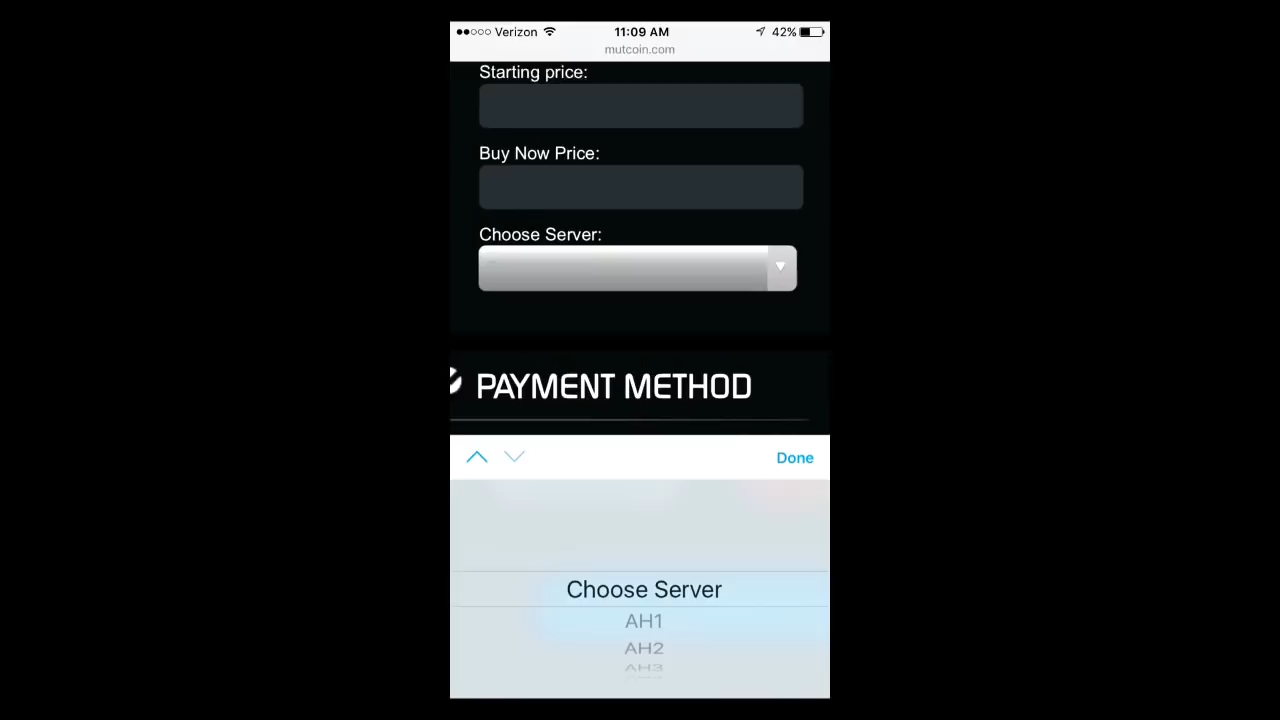 Verizon 11:09 AM 42%
mutcoin.com
Starting price:
Buy Now Price:
Choose Server:
PAYMENT METHOD
Done
Choose Server
AH1
AH2
AH3